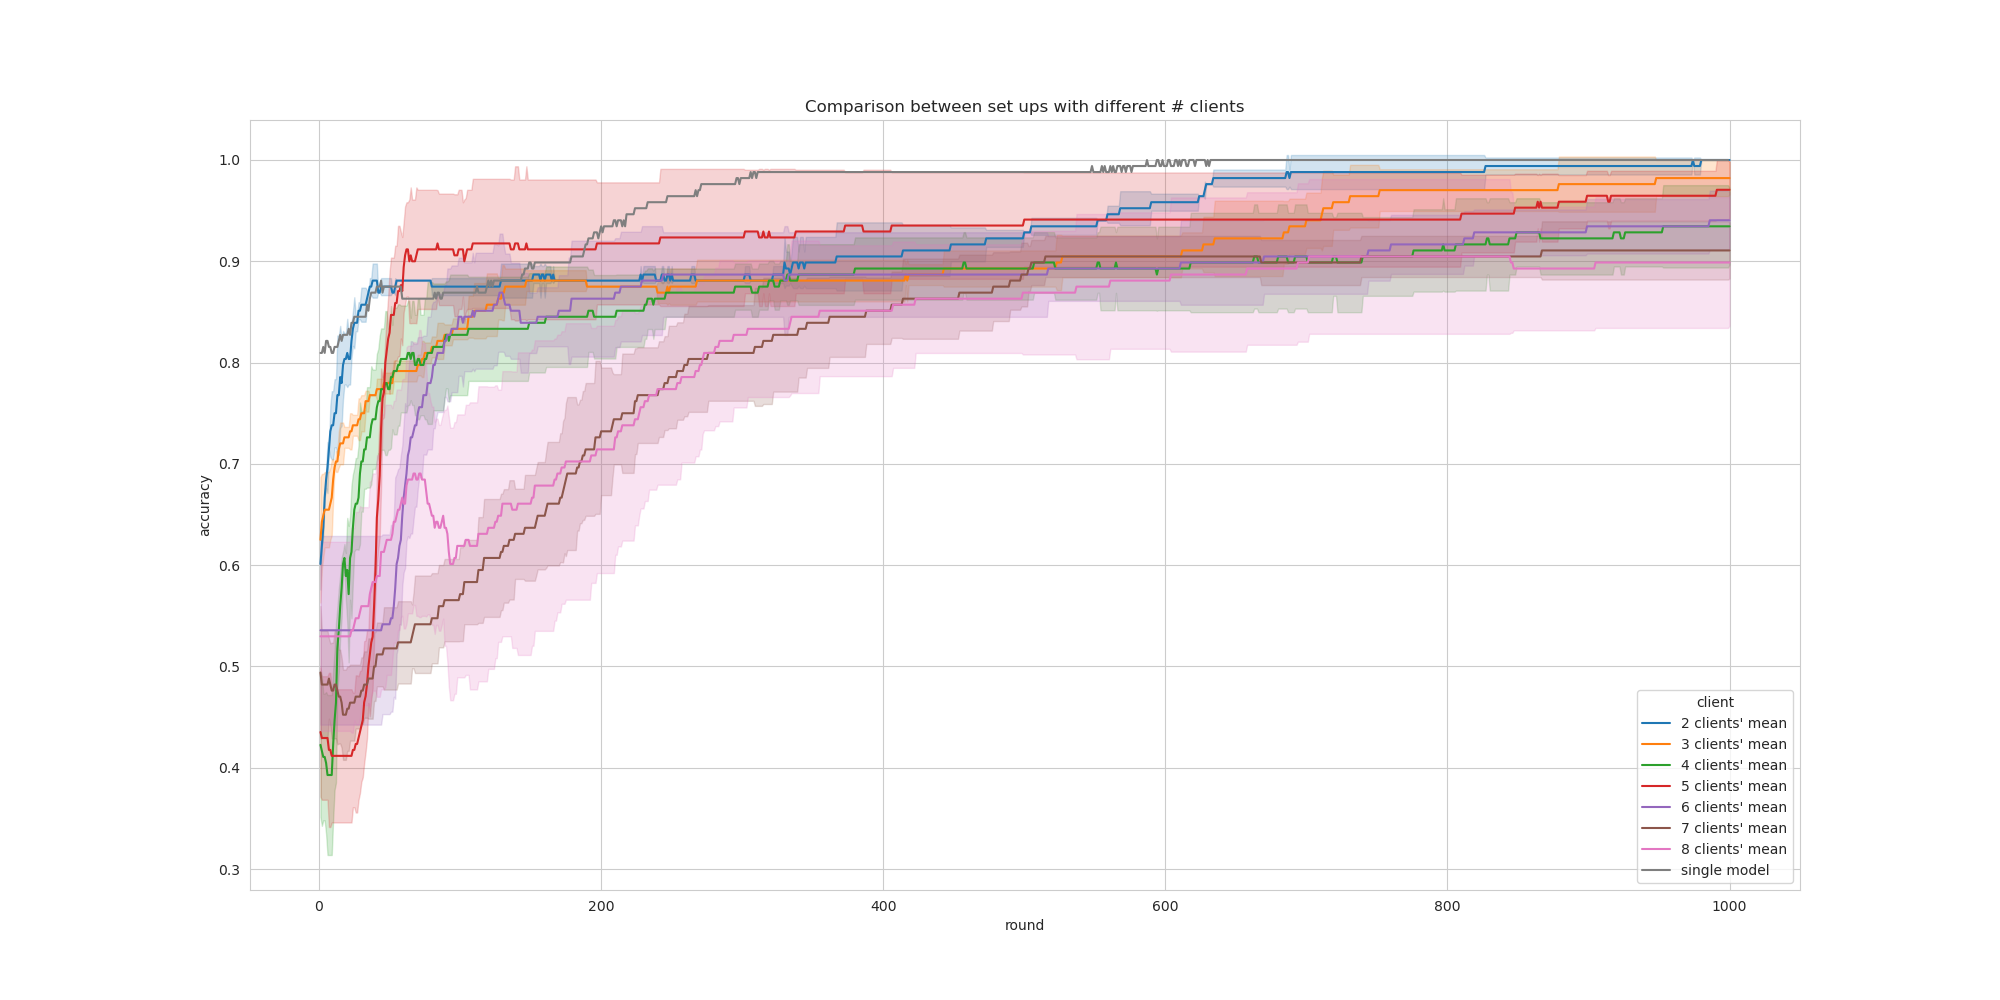 Comparison between set ups with different # clients
accuracy
1.0
0.9
0.8
0.7
0.6
0.5
0.4
0.3
0
200
400
600
800
1000
round
client
2 clients' mean
3 clients' mean
4 clients' mean
5 clients' mean
6 clients' mean
7 clients' mean
8 clients' mean
single model